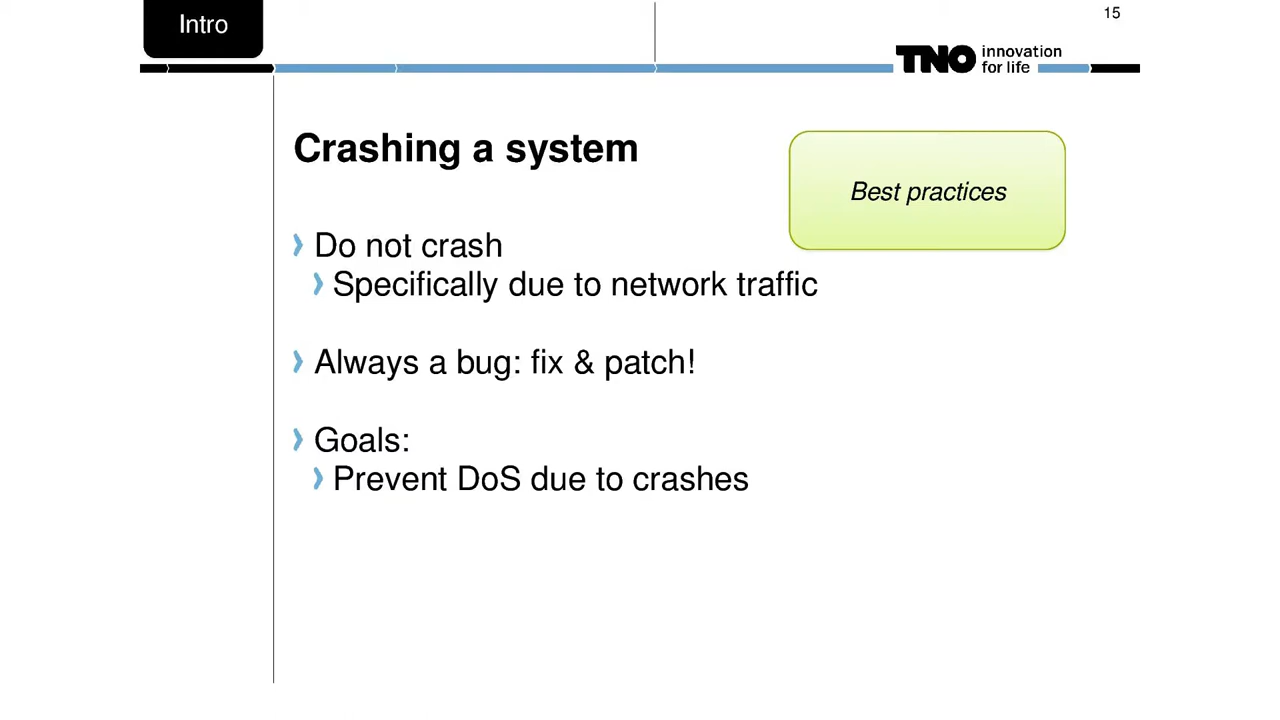 Intro
15
TNO innovation
for life
Crashing a system
Best practices
Do not crash
Specifically due to network traffic
Always a bug: fix & patch!
Goals:
Prevent DoS due to crashes